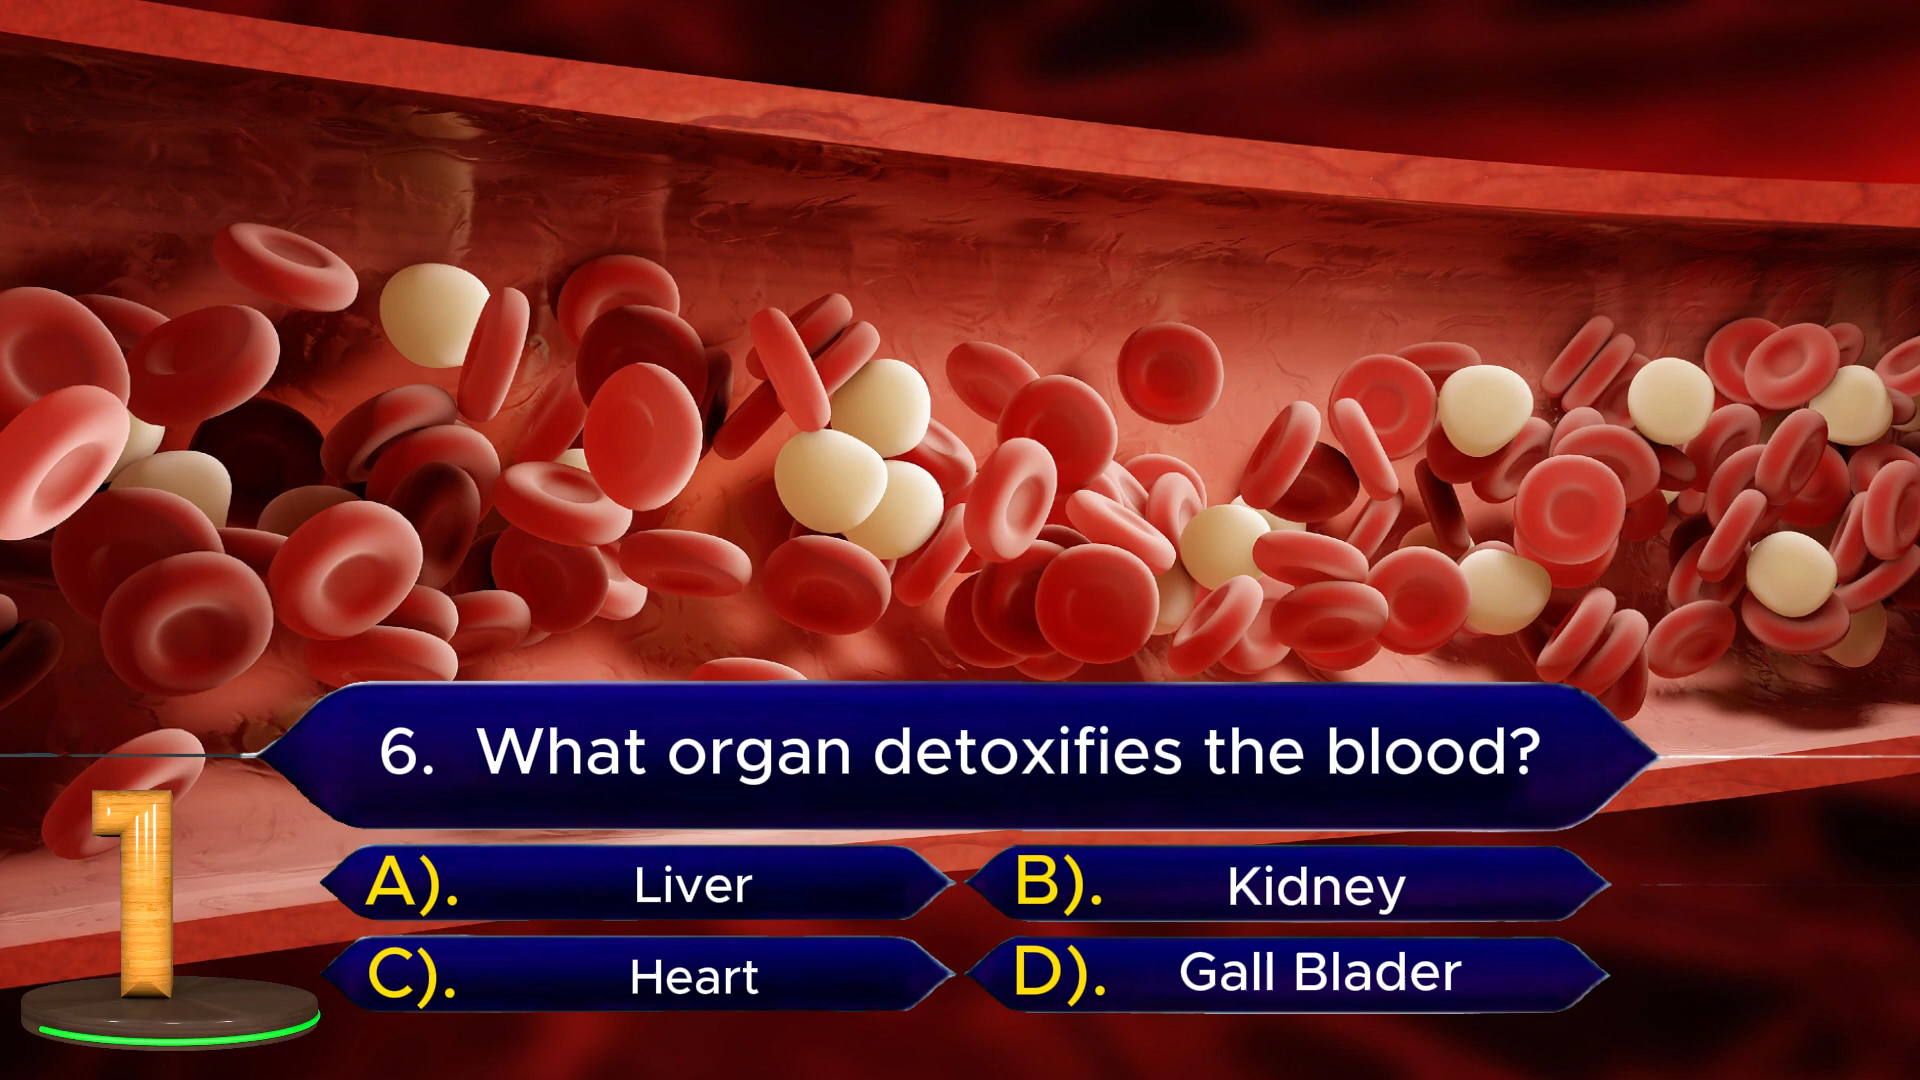 6. What organ detoxifies the blood?
A). Liver
B). Kidney
C). Heart
D). Gall Blader
1